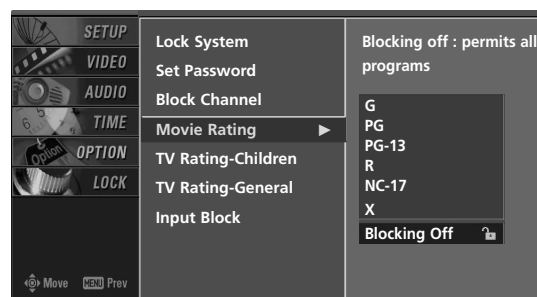 SETUP
VIDEO
AUDIO
TIME
OPTION
LOCK
Move MENU Prev
Lock System
Set Password
Block Channel
Movie Rating
TV Rating-Children
TV Rating-General
Input Block
Blocking off : permits all
programs
G
PG
PG-13
R
NC-17
X
Blocking Off